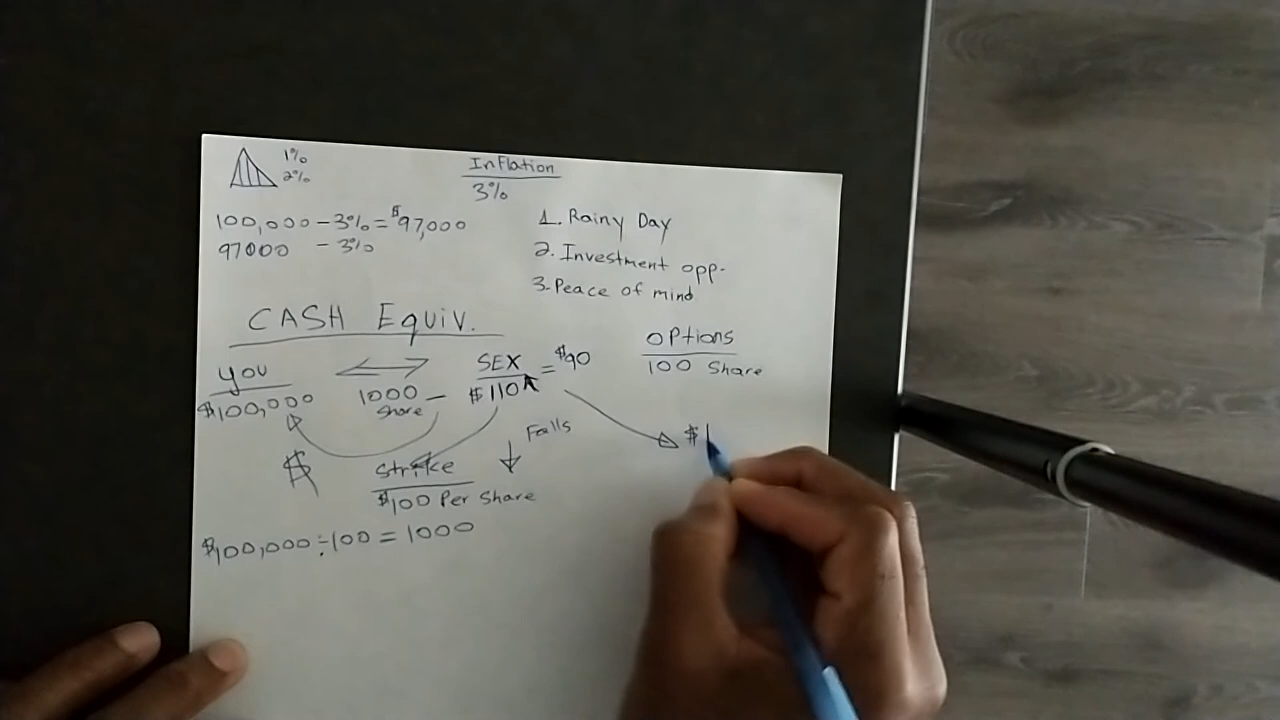 1%
2%
Inflation
3%
100,000 - 3% = $97,000
97000 - 3%
1. Rainy Day
2. Investment opp.
3. Peace of mind
CASH Equiv.
Options
100 Share
you
$100,000
1000
Share
SEX = $90
$110
Falls
$
Strike
$100 Per Share
$100,000 ÷ 100 = 1000
$